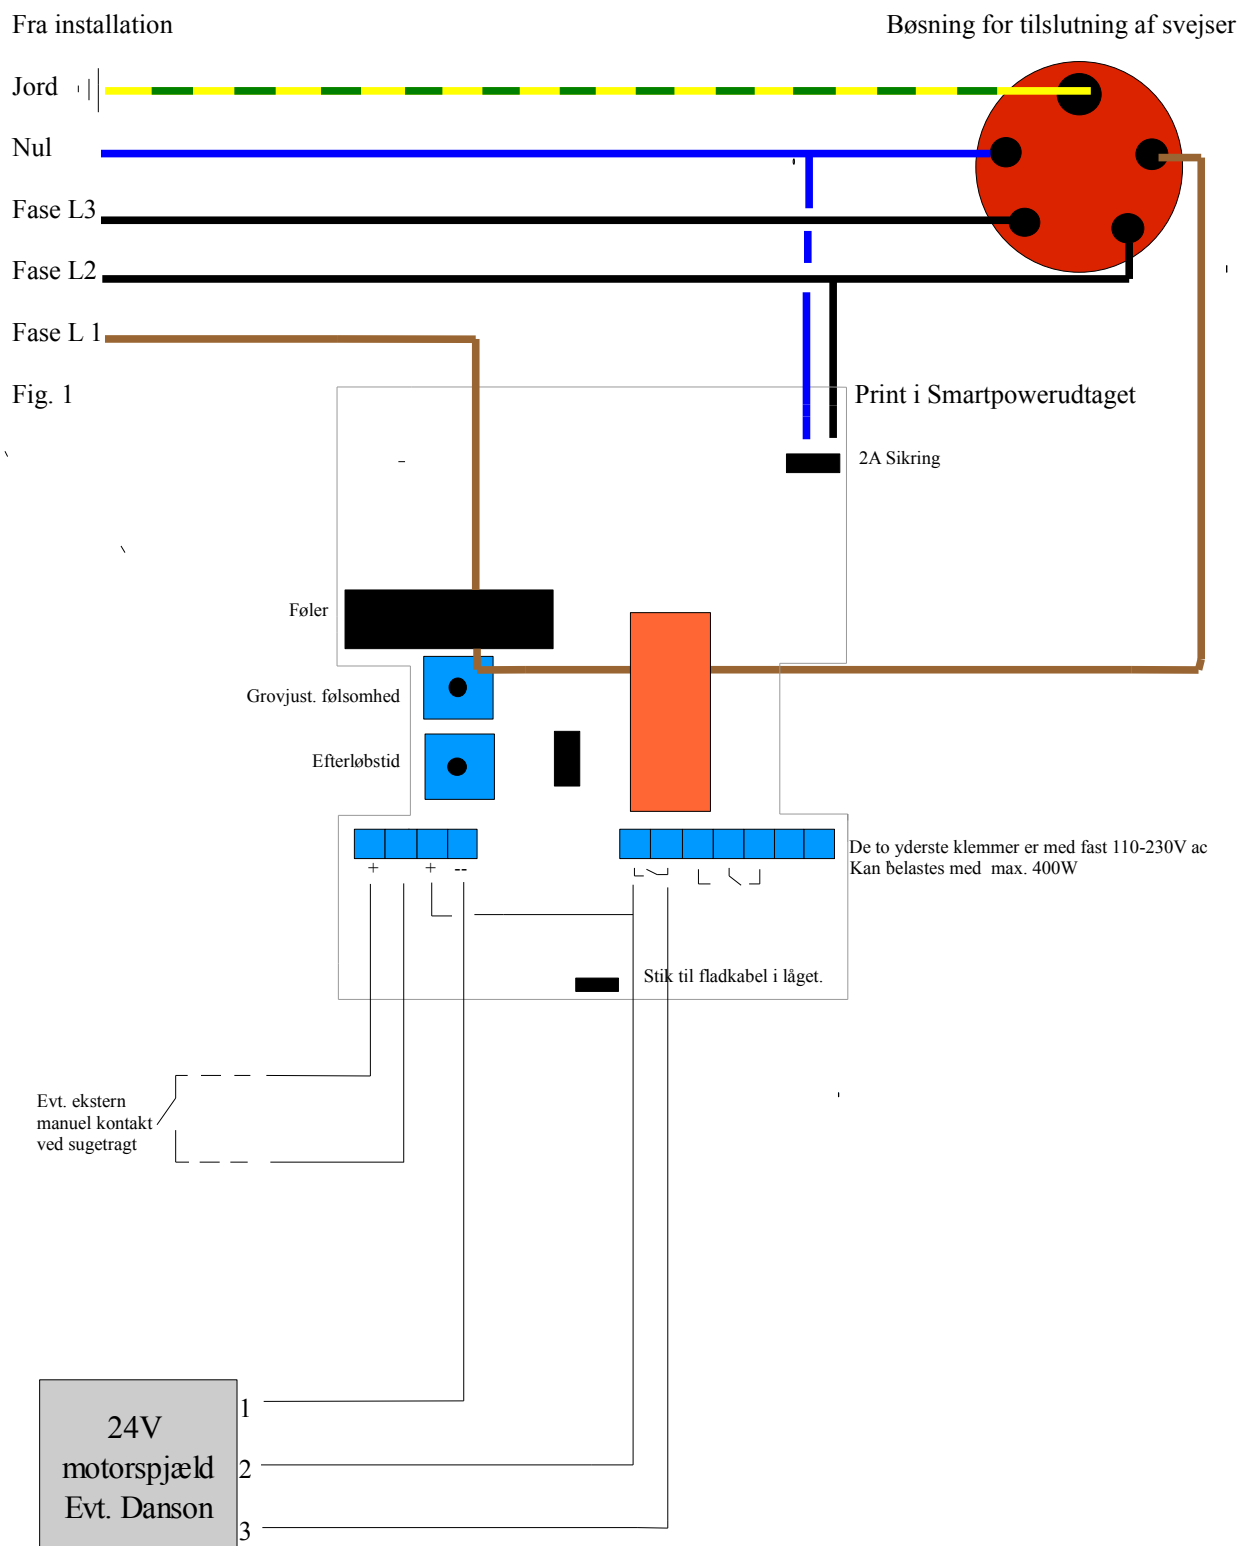 Fra installation
Bøsning for tilslutning af svejser
Jord
Nul
Fase L3
Fase L2
Fase L 1
Fig. 1
Print i Smartpowerudtaget
2A Sikring
Føler
Grovjust. følsomhed
Efterløbstid
De to yderste klemmer er med fast 110-230V ac
Kan belastes med max. 400W
+
+
--
Stik til fladkabel i låget.
Evt. ekstern
manuel kontakt
ved sugetragt
24V
motorspjæld
Evt. Danson
1
2
3